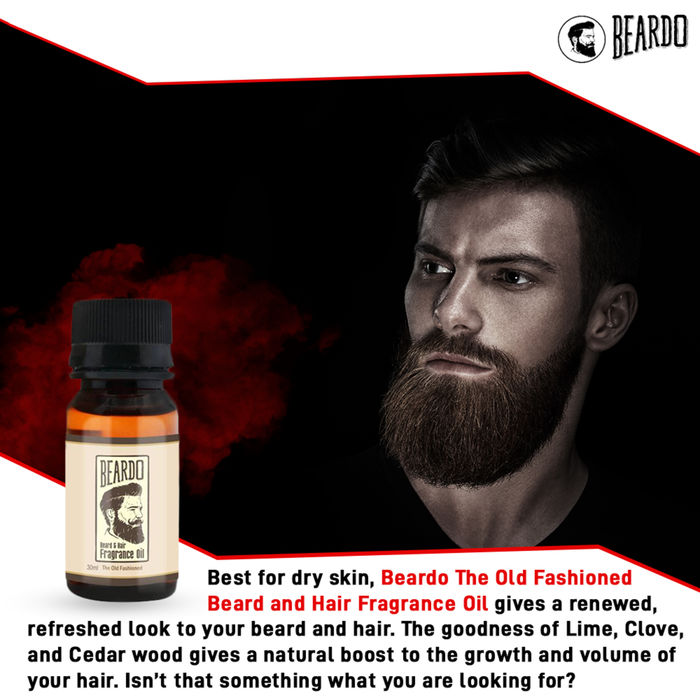 BEARDO
BEARDO
Beard & Hair
Fragrance Oil
30ml The Old Fashioned
Best for dry skin, Beardo The Old Fashioned
Beard and Hair Fragrance Oil gives a renewed,
refreshed look to your beard and hair. The goodness of Lime, Clove,
and Cedar wood gives a natural boost to the growth and volume of
your hair. Isn't that something what you are looking for?